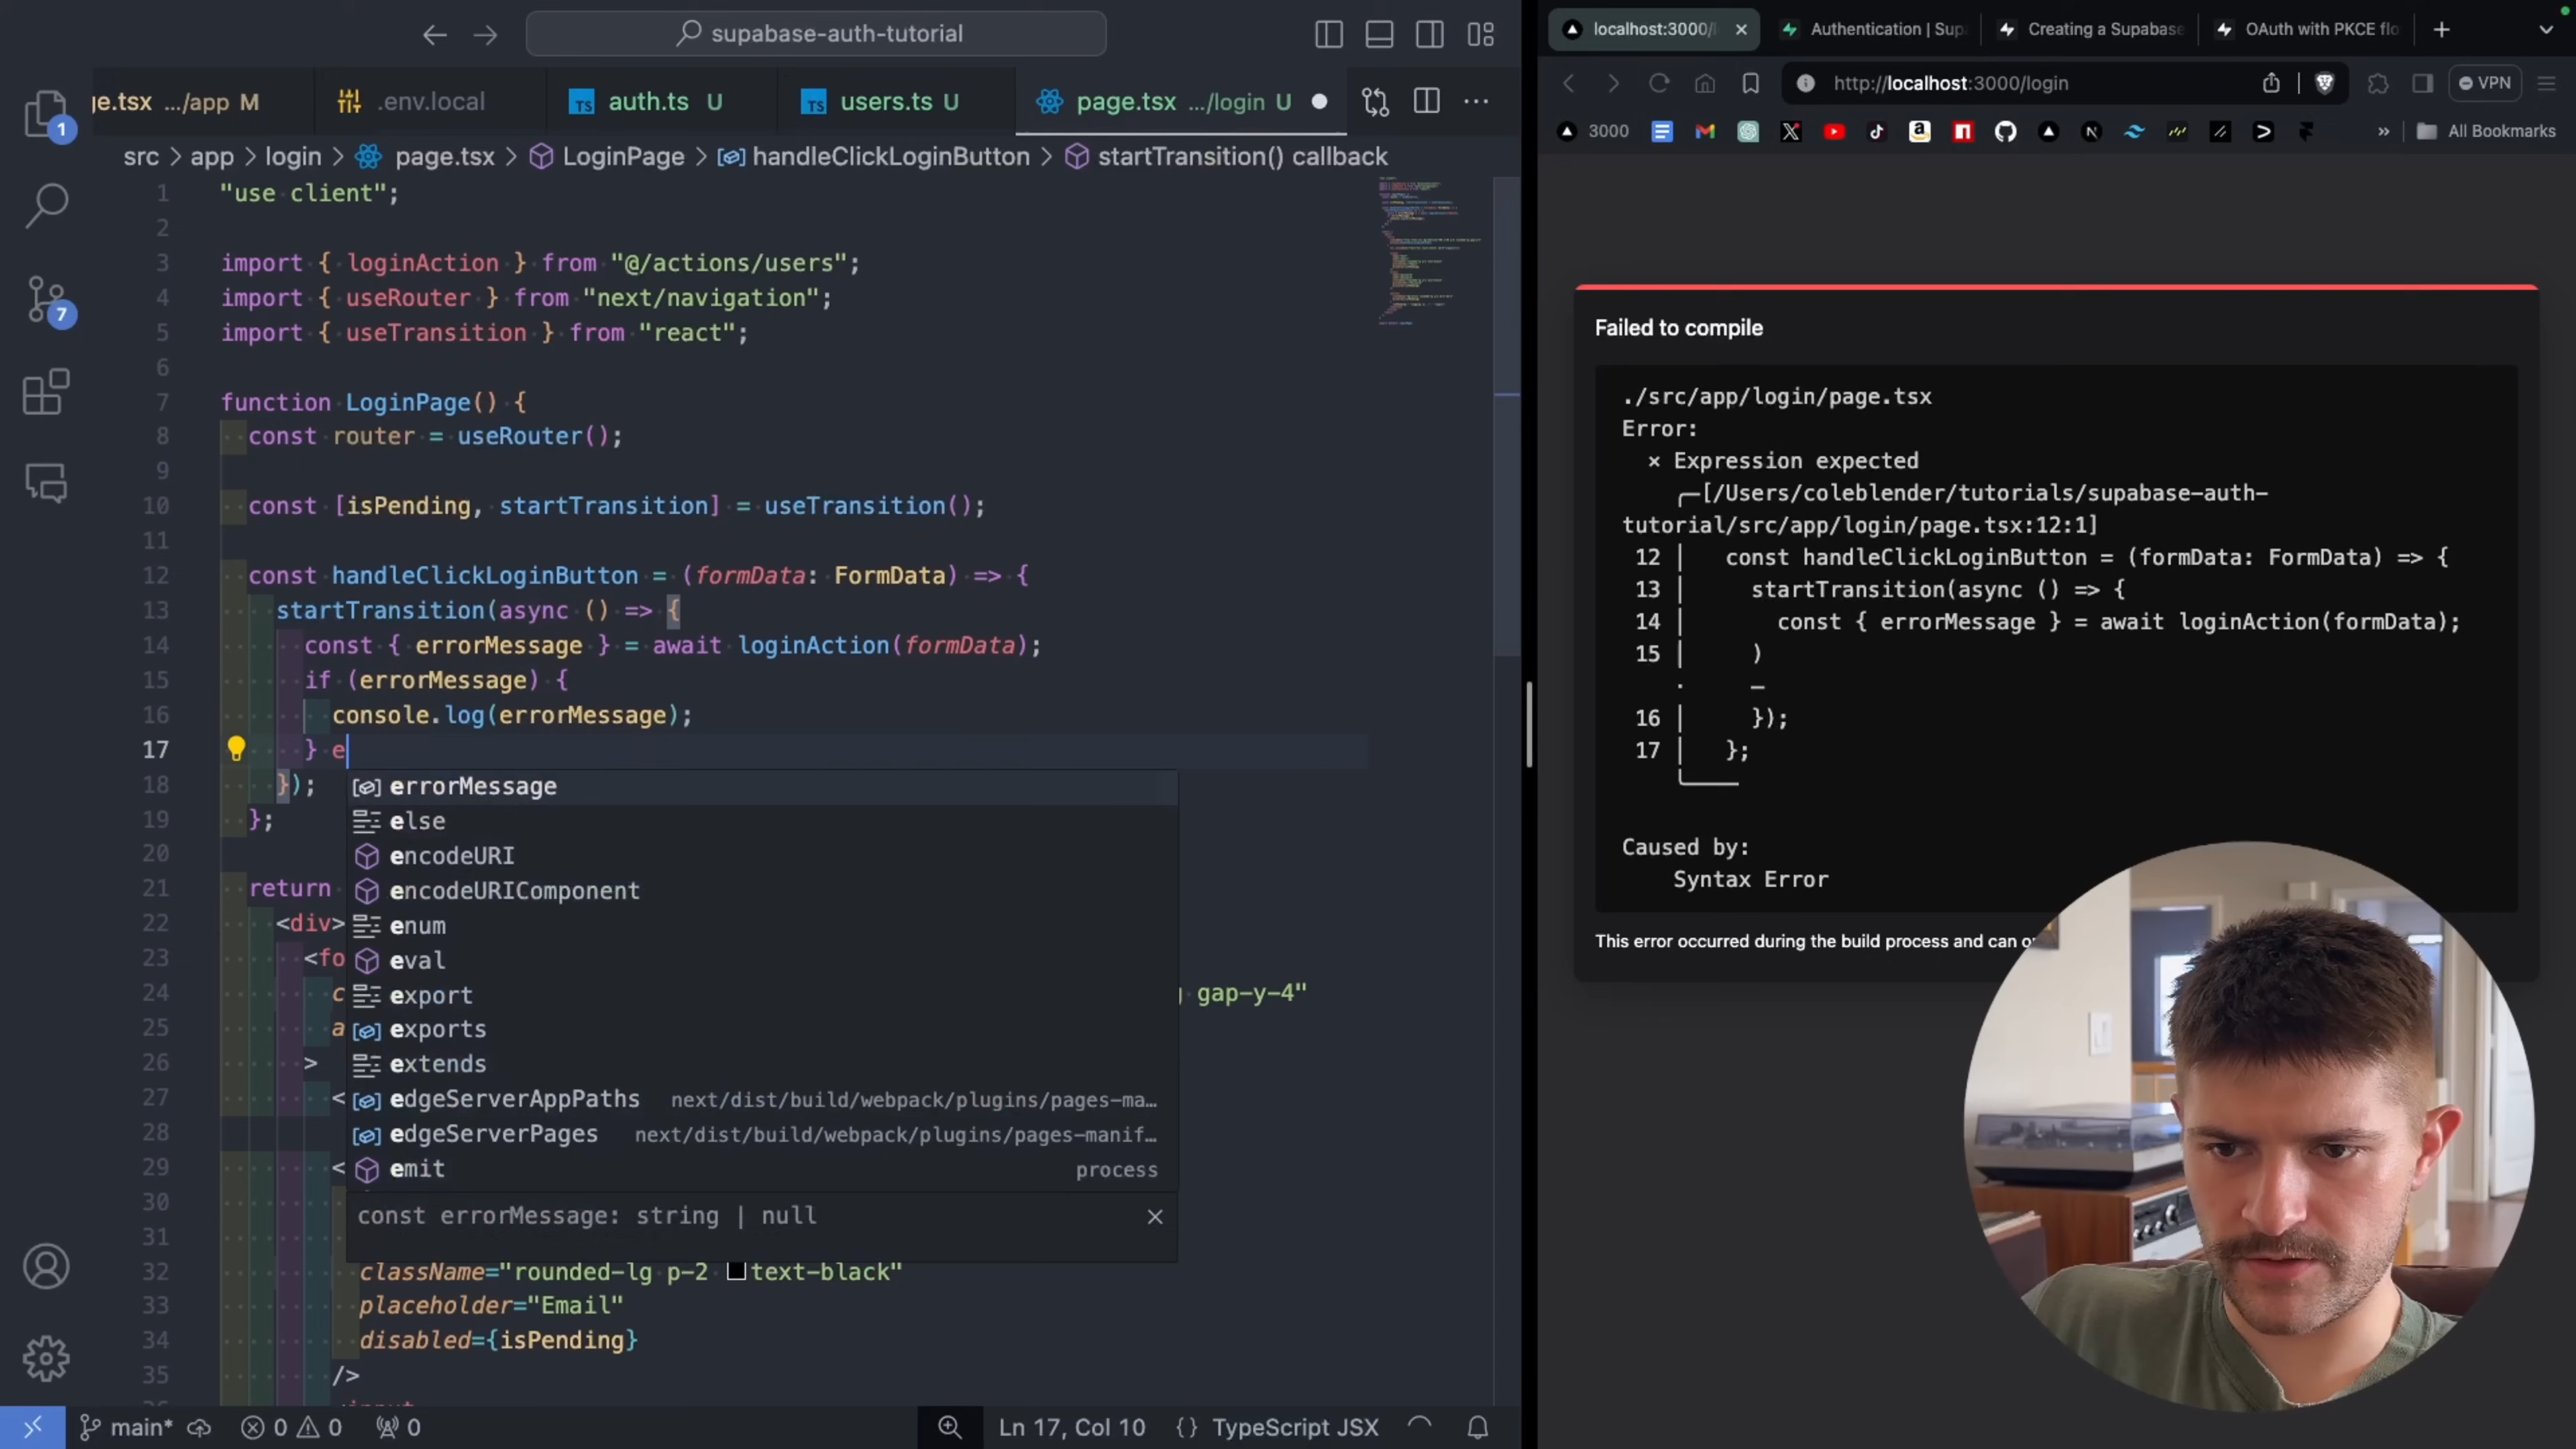 supabase-auth-tutorial
ge.tsx .../app M
.env.local
TS auth.ts U
TS users.ts U
page.tsx .../login U
1
src > app > login > page.tsx > LoginPage > handleClickLoginButton > startTransition() callback
1 "use client";
2
3 import { loginAction } from "@/actions/users";
4 import { useRouter } from "next/navigation";
5 import { useTransition } from "react";
6
7 function LoginPage() {
8 const router = useRouter();
9
10 const [isPending, startTransition] = useTransition();
11
12 const handleClickLoginButton = (formData: FormData) => {
13 startTransition(async () => {
14 const { errorMessage } = await loginAction(formData);
15 if (errorMessage) {
16 console.log(errorMessage);
17 } e
18 });
19 };
20
21 return
22 <div>
23 <fo
24 c gap-y-4"
25 a
26 >
27 <
28
29 <
30
31
32 className="rounded-lg p-2 text-black"
33 placeholder="Email"
34 disabled={isPending}
35 />
7
errorMessage
else
encodeURI
encodeURIComponent
enum
eval
export
exports
extends
edgeServerAppPaths next/dist/build/webpack/plugins/pages-ma…
edgeServerPages next/dist/build/webpack/plugins/pages-manif…
emit process
const errorMessage: string | null
main* 0 0 0
Ln 17, Col 10 {} TypeScript JSX
localhost:3000/l
Authentication | Sup
Creating a Supabase
OAuth with PKCE flo
http://localhost:3000/login
VPN
3000
» All Bookmarks
Failed to compile
./src/app/login/page.tsx
Error:
× Expression expected
╭─[/Users/coleblender/tutorials/supabase-auth-
tutorial/src/app/login/page.tsx:12:1]
12 | const handleClickLoginButton = (formData: FormData) => {
13 | startTransition(async () => {
14 | const { errorMessage } = await loginAction(formData);
15 | )
· ─
16 | });
17 | };
╰────
Caused by:
Syntax Error
This error occurred during the build process and can o